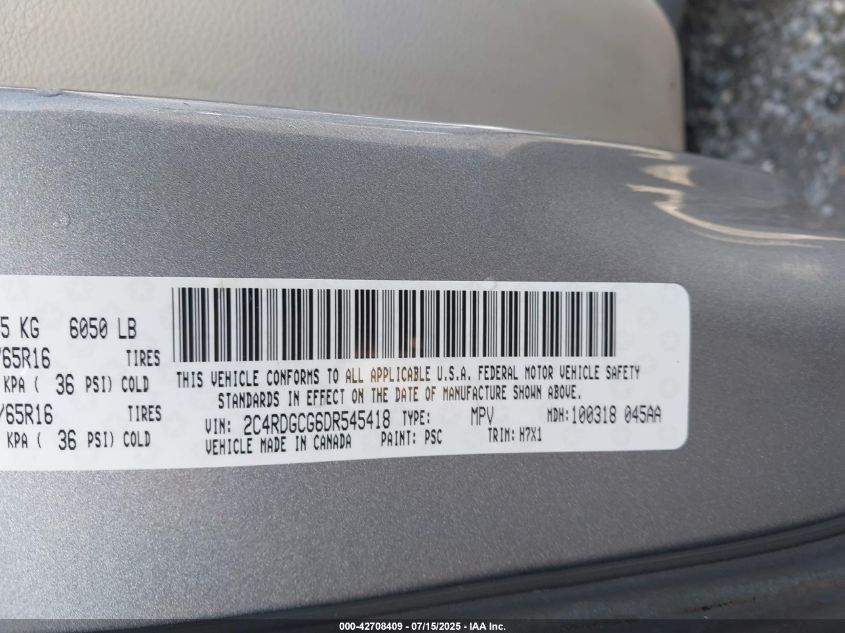 5 KG 6050 LB
/65R16 TIRES
KPA ( 36 PSI) COLD
/65R16 TIRES
KPA ( 36 PSI) COLD
THIS VEHICLE CONFORMS TO ALL APPLICABLE U.S.A. FEDERAL MOTOR VEHICLE SAFETY
STANDARDS IN EFFECT ON THE DATE OF MANUFACTURE SHOWN ABOVE.
VIN: 2C4RDGCG6DR545418 TYPE: MPV MDH:100318 045AA
VEHICLE MADE IN CANADA PAINT: PSC TRIM: H7X1
000-42708409 - 07/15/2025 - IAA Inc.